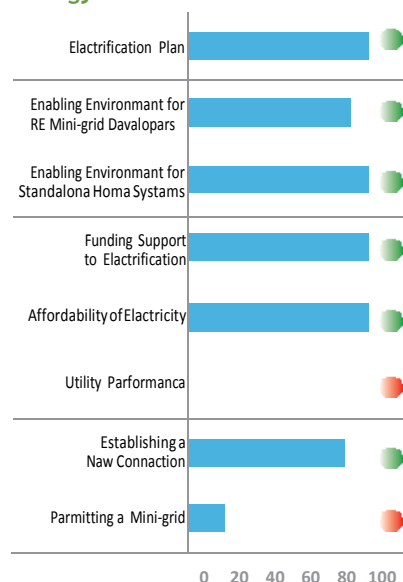 Elactrification Plan
Enabling Environmant for
RE Mini-grid Davalopars
Enabling Environmant for
Standalona Homa Systams
Funding Support
to Elactrification
Affordability of Elactricity
Utility Parformanca
Establishing a
Naw Connaction
Parmitting a Mini-grid
0 20 40 60 80 100